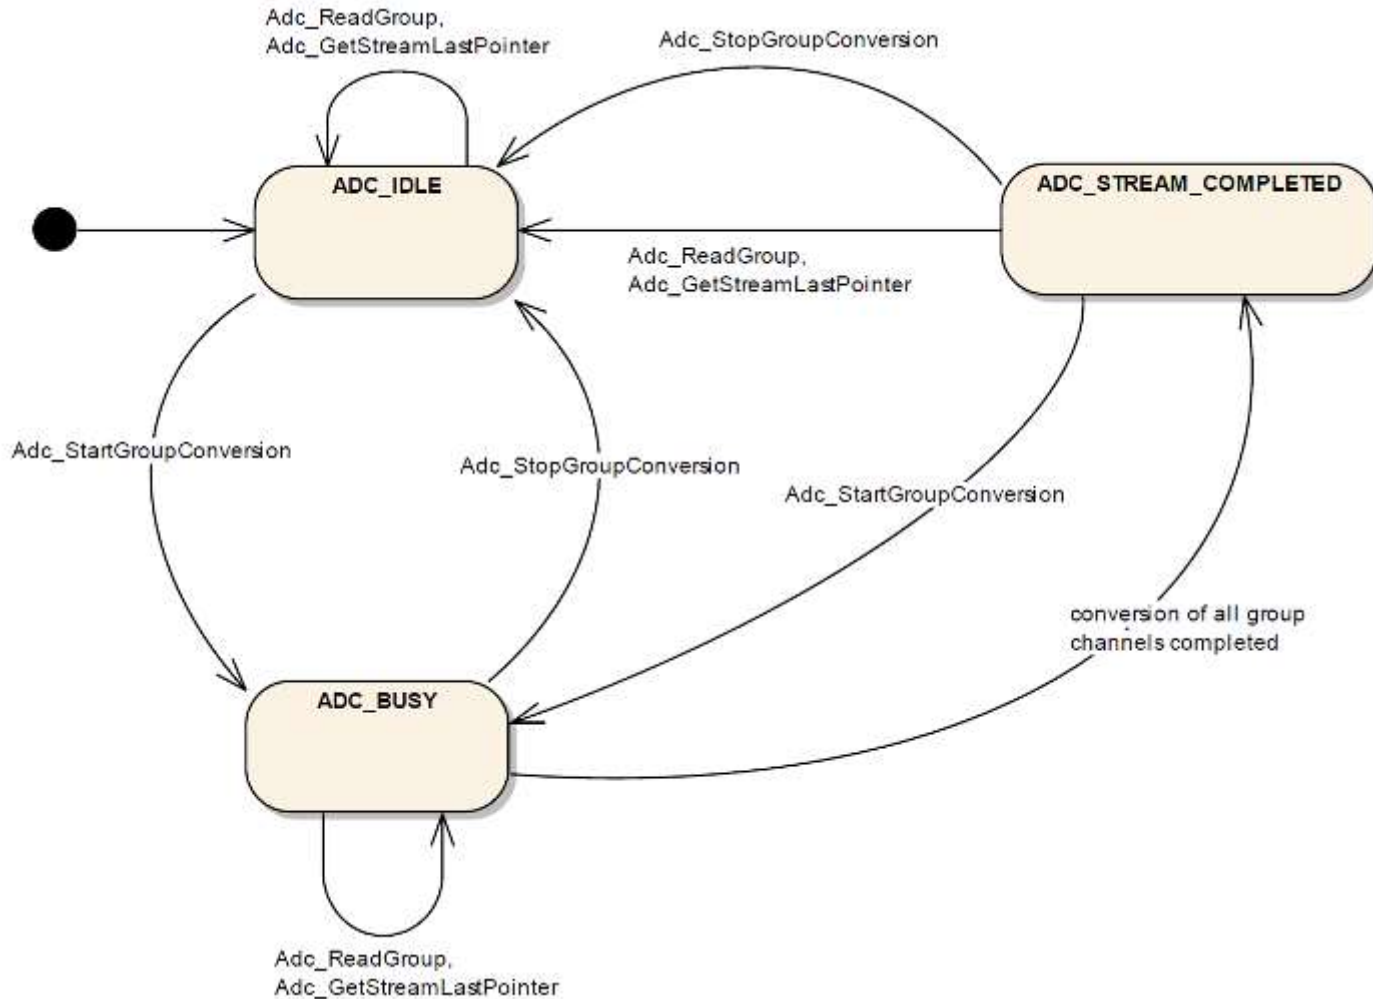 Adc_ReadGroup,
Adc_GetStreamLastPointer
Adc_StopGroupConversion
ADC_IDLE
ADC_STREAM_COMPLETED
Adc_ReadGroup,
Adc_GetStreamLastPointer
Adc_StartGroupConversion
Adc_StopGroupConversion
Adc_StartGroupConversion
conversion of all group
channels completed
ADC_BUSY
Adc_ReadGroup,
Adc_GetStreamLastPointer